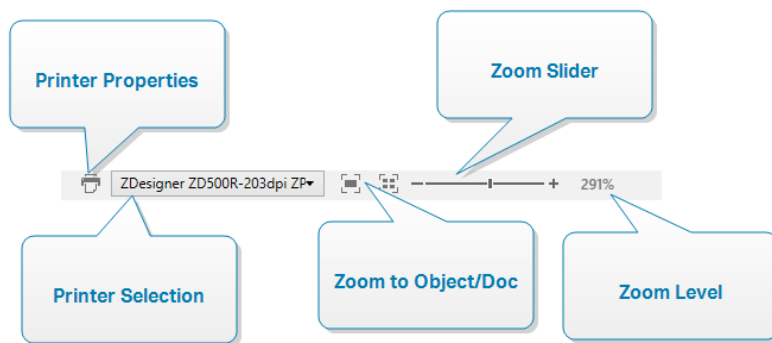 Printer Properties
Zoom Slider
ZDesigner ZD500R-203dpi ZP
291%
Printer Selection
Zoom to Object/Doc
Zoom Level